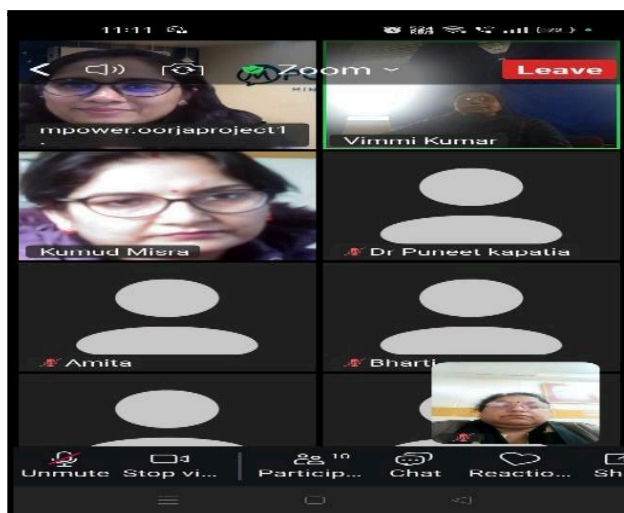 11:11
Zoom
Leave
mpower.oorjaproject1
Vimmi Kumar
Kumud Misra
Dr Puneet kapatia
Amita
Bharti
10
Unmute Stop vi... Particip... Chat Reactio... Sh